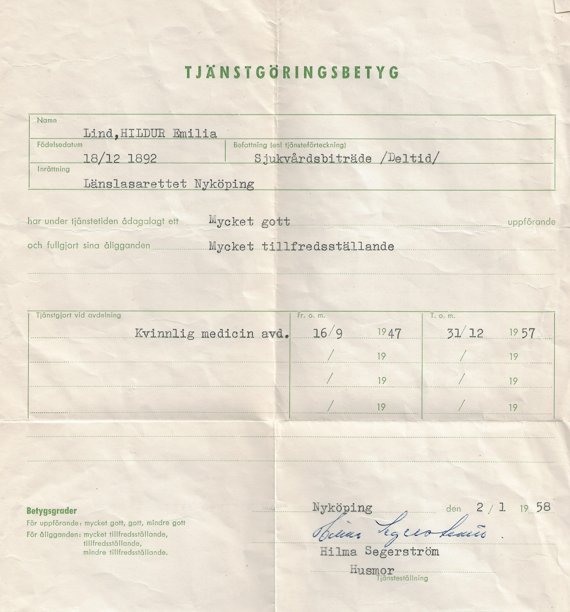 TJÄNSTGÖRINGSBETYG
Namn
Lind,HILDUR Emilia
Födelsedatum Befattning (enl tjänsteförteckning)
18/12 1892 Sjukvårdsbiträde /Deltid/
Inrättning
Länslasarettet Nyköping
har under tjänstetiden ådagalagt ett Mycket gott uppförande
och fullgjort sina åligganden Mycket tillfredsställande
Tjänstgjort vid avdelning Fr. o. m. T. o. m.
Kvinnlig medicin avd. 16/9 1947 31/12 1957
/ 19 / 19
/ 19 / 19
/ 19 / 19
Nyköping den 2/1 1958
Hilma Segerström
Hilma Segerström
Husmor
Tjänsteställning
Betygsgrader
För uppförande: mycket gott, gott, mindre gott
För åligganden: mycket tillfredsställande,
tillfredsställande,
mindre tillfredsställande.